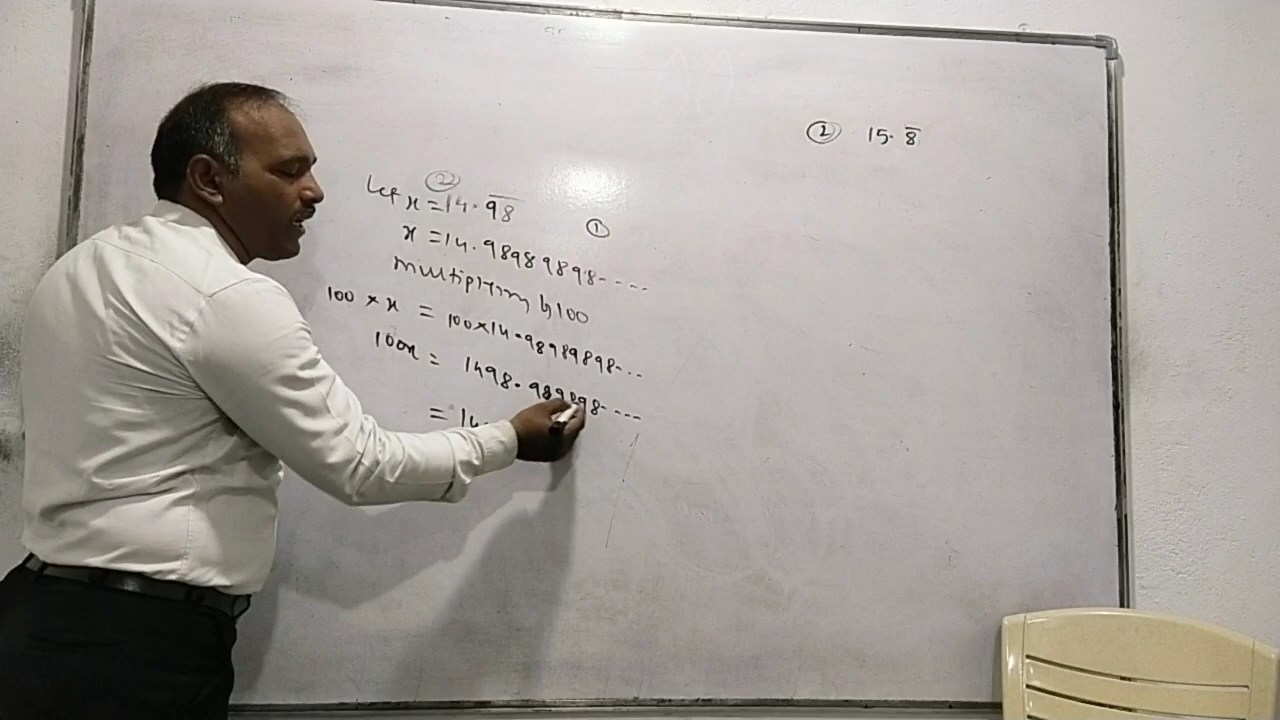 ② 15.8̅
②
Let x = 14.9̅8̅
①
x = 14.98989898-....
multiplying by 100
100 × x = 100×14.98989898-...
100x = 1498.989898----
= 14